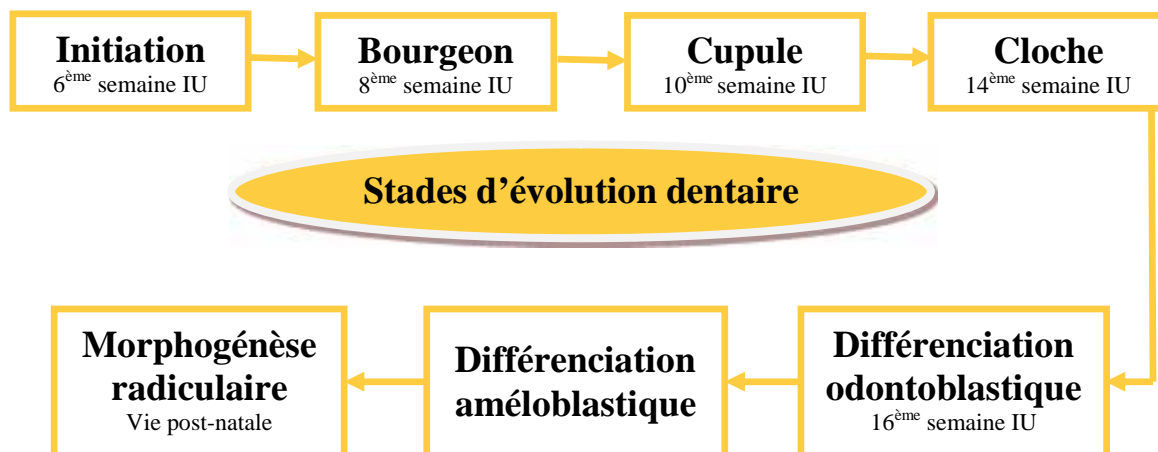 Initiation
6ème semaine IU
Bourgeon
8ème semaine IU
Cupule
10ème semaine IU
Cloche
14ème semaine IU
Stades d’évolution dentaire
Différenciation
odontoblastique
16ème semaine IU
Différenciation
améloblastique
Morphogénèse
radiculaire
Vie post-natale